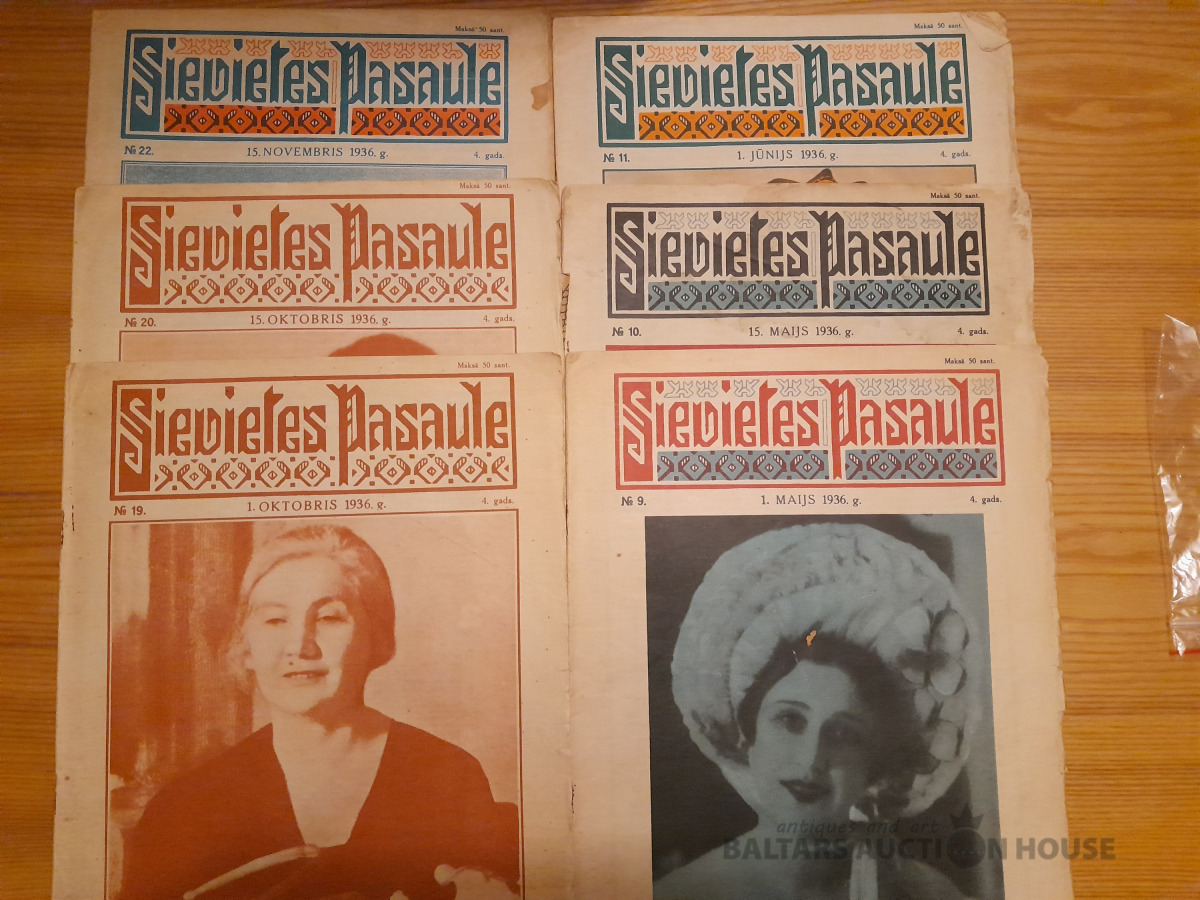 Maksā 50 sant.
Sievietes Pasaule
№ 22. 15. NOVEMBRIS 1936. g. 4. gads.
Maksā 50 sant.
Sievietes Pasaule
№ 11. 1. JŪNIJS 1936. g. 4. gads.
Maksā 50 sant.
Sievietes Pasaule
№ 20. 15. OKTOBRIS 1936. g. 4. gads.
Maksā 50 sant.
Sievietes Pasaule
№ 10. 15. MAIJS 1936. g. 4. gads.
Maksā 50 sant.
Sievietes Pasaule
№ 19. 1. OKTOBRIS 1936. g. 4. gads.
Maksā 50 sant.
Sievietes Pasaule
№ 9. 1. MAIJS 1936. g. 4. gads.
antiques and art
BALTARS AUCTION HOUSE